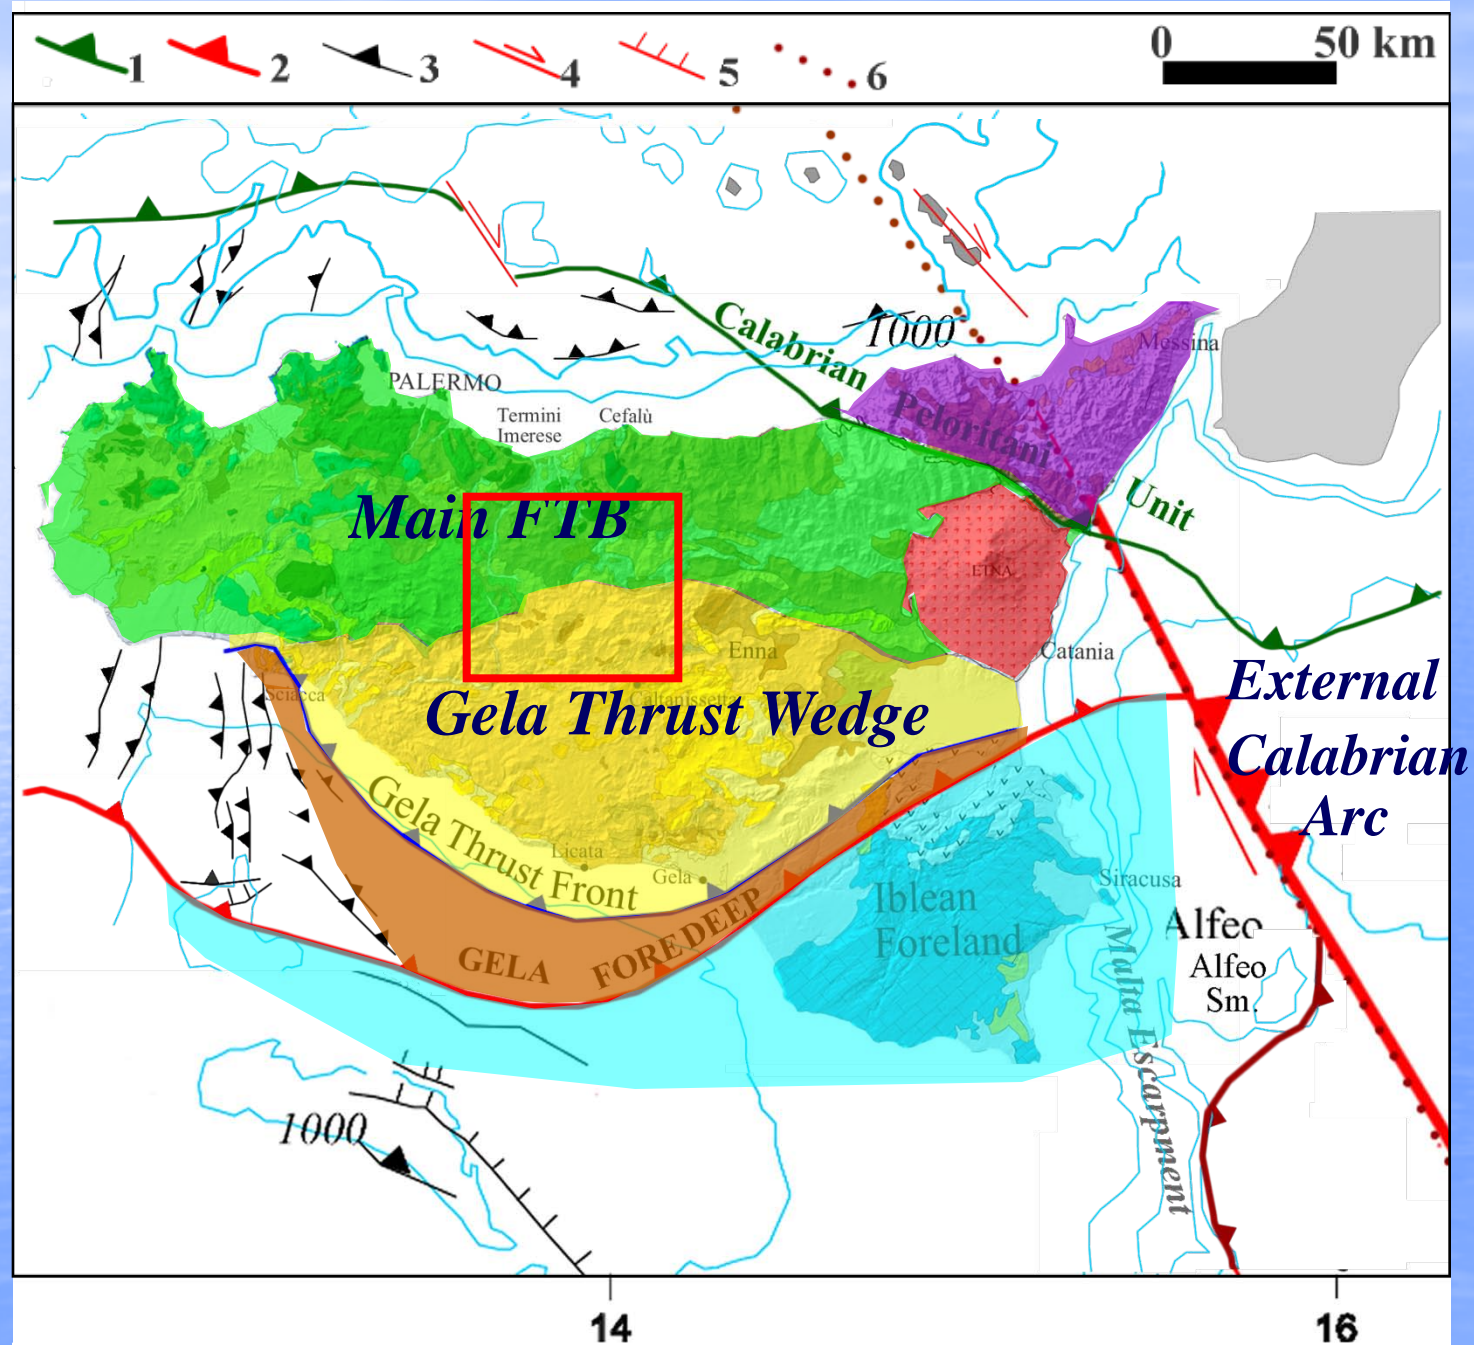 1 2 3 4 5 6
0 50 km
1000
Calabrian
Messina
PALERMO
Peloritani
Termini
Imerese
Cefalù
Unit
Main FTB
ETNA
Enna
Catania
External
Calabrian
Arc
Sciacca
Caltanissetta
Gela Thrust Wedge
Gela Thrust Front
Licata
Gela
Siracusa
Iblean
Foreland
GELA FOREDEEP
Alfeo
Alfeo
Sm.
Malta Escarpment
1000
14 16